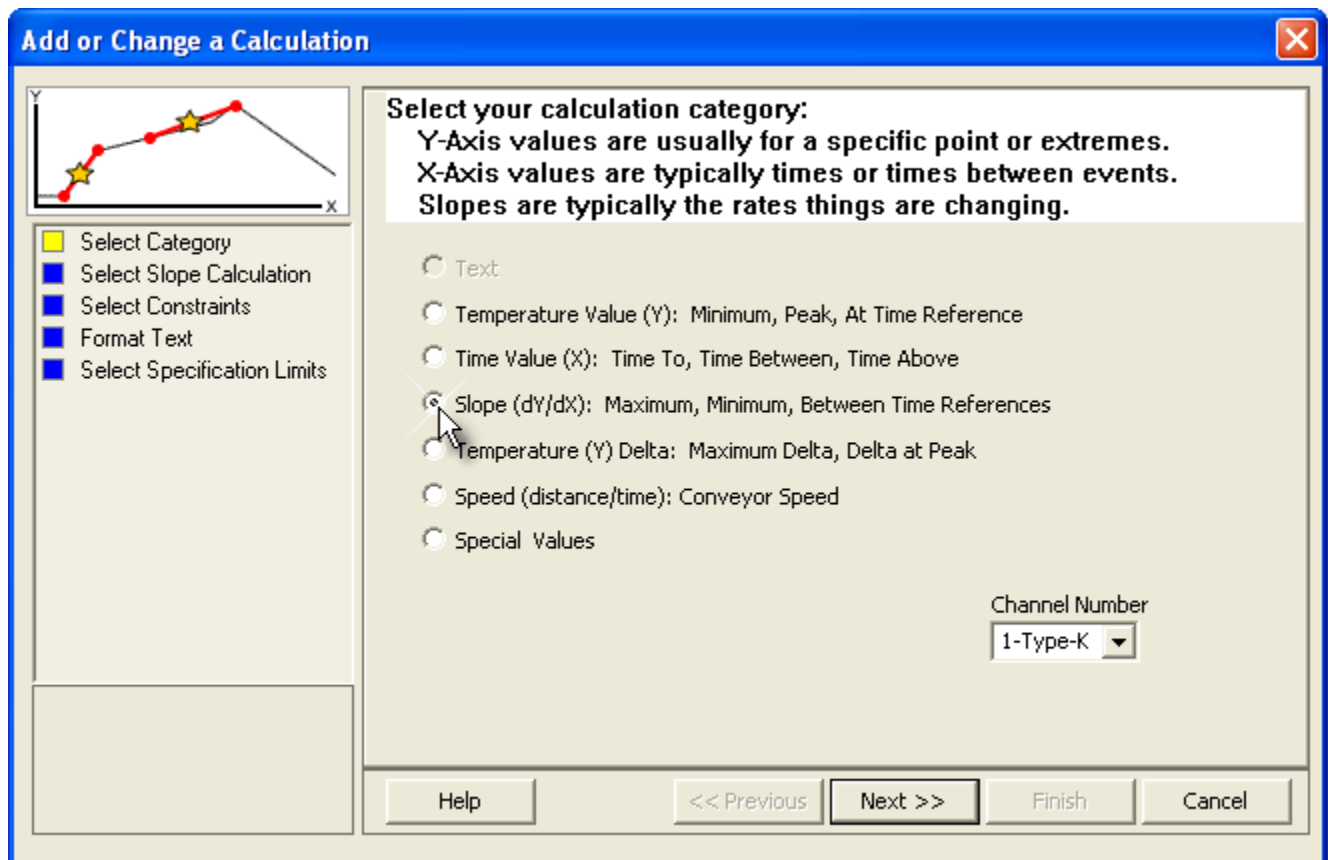 Add or Change a Calculation
Y
X
Select Category
Select Slope Calculation
Select Constraints
Format Text
Select Specification Limits
Select your calculation category:
Y-Axis values are usually for a specific point or extremes.
X-Axis values are typically times or times between events.
Slopes are typically the rates things are changing.
Text
Temperature Value (Y): Minimum, Peak, At Time Reference
Time Value (X): Time To, Time Between, Time Above
Slope (dY/dX): Maximum, Minimum, Between Time References
Temperature (Y) Delta: Maximum Delta, Delta at Peak
Speed (distance/time): Conveyor Speed
Special Values
Channel Number
1-Type-K
Help
<< Previous
Next >>
Finish
Cancel